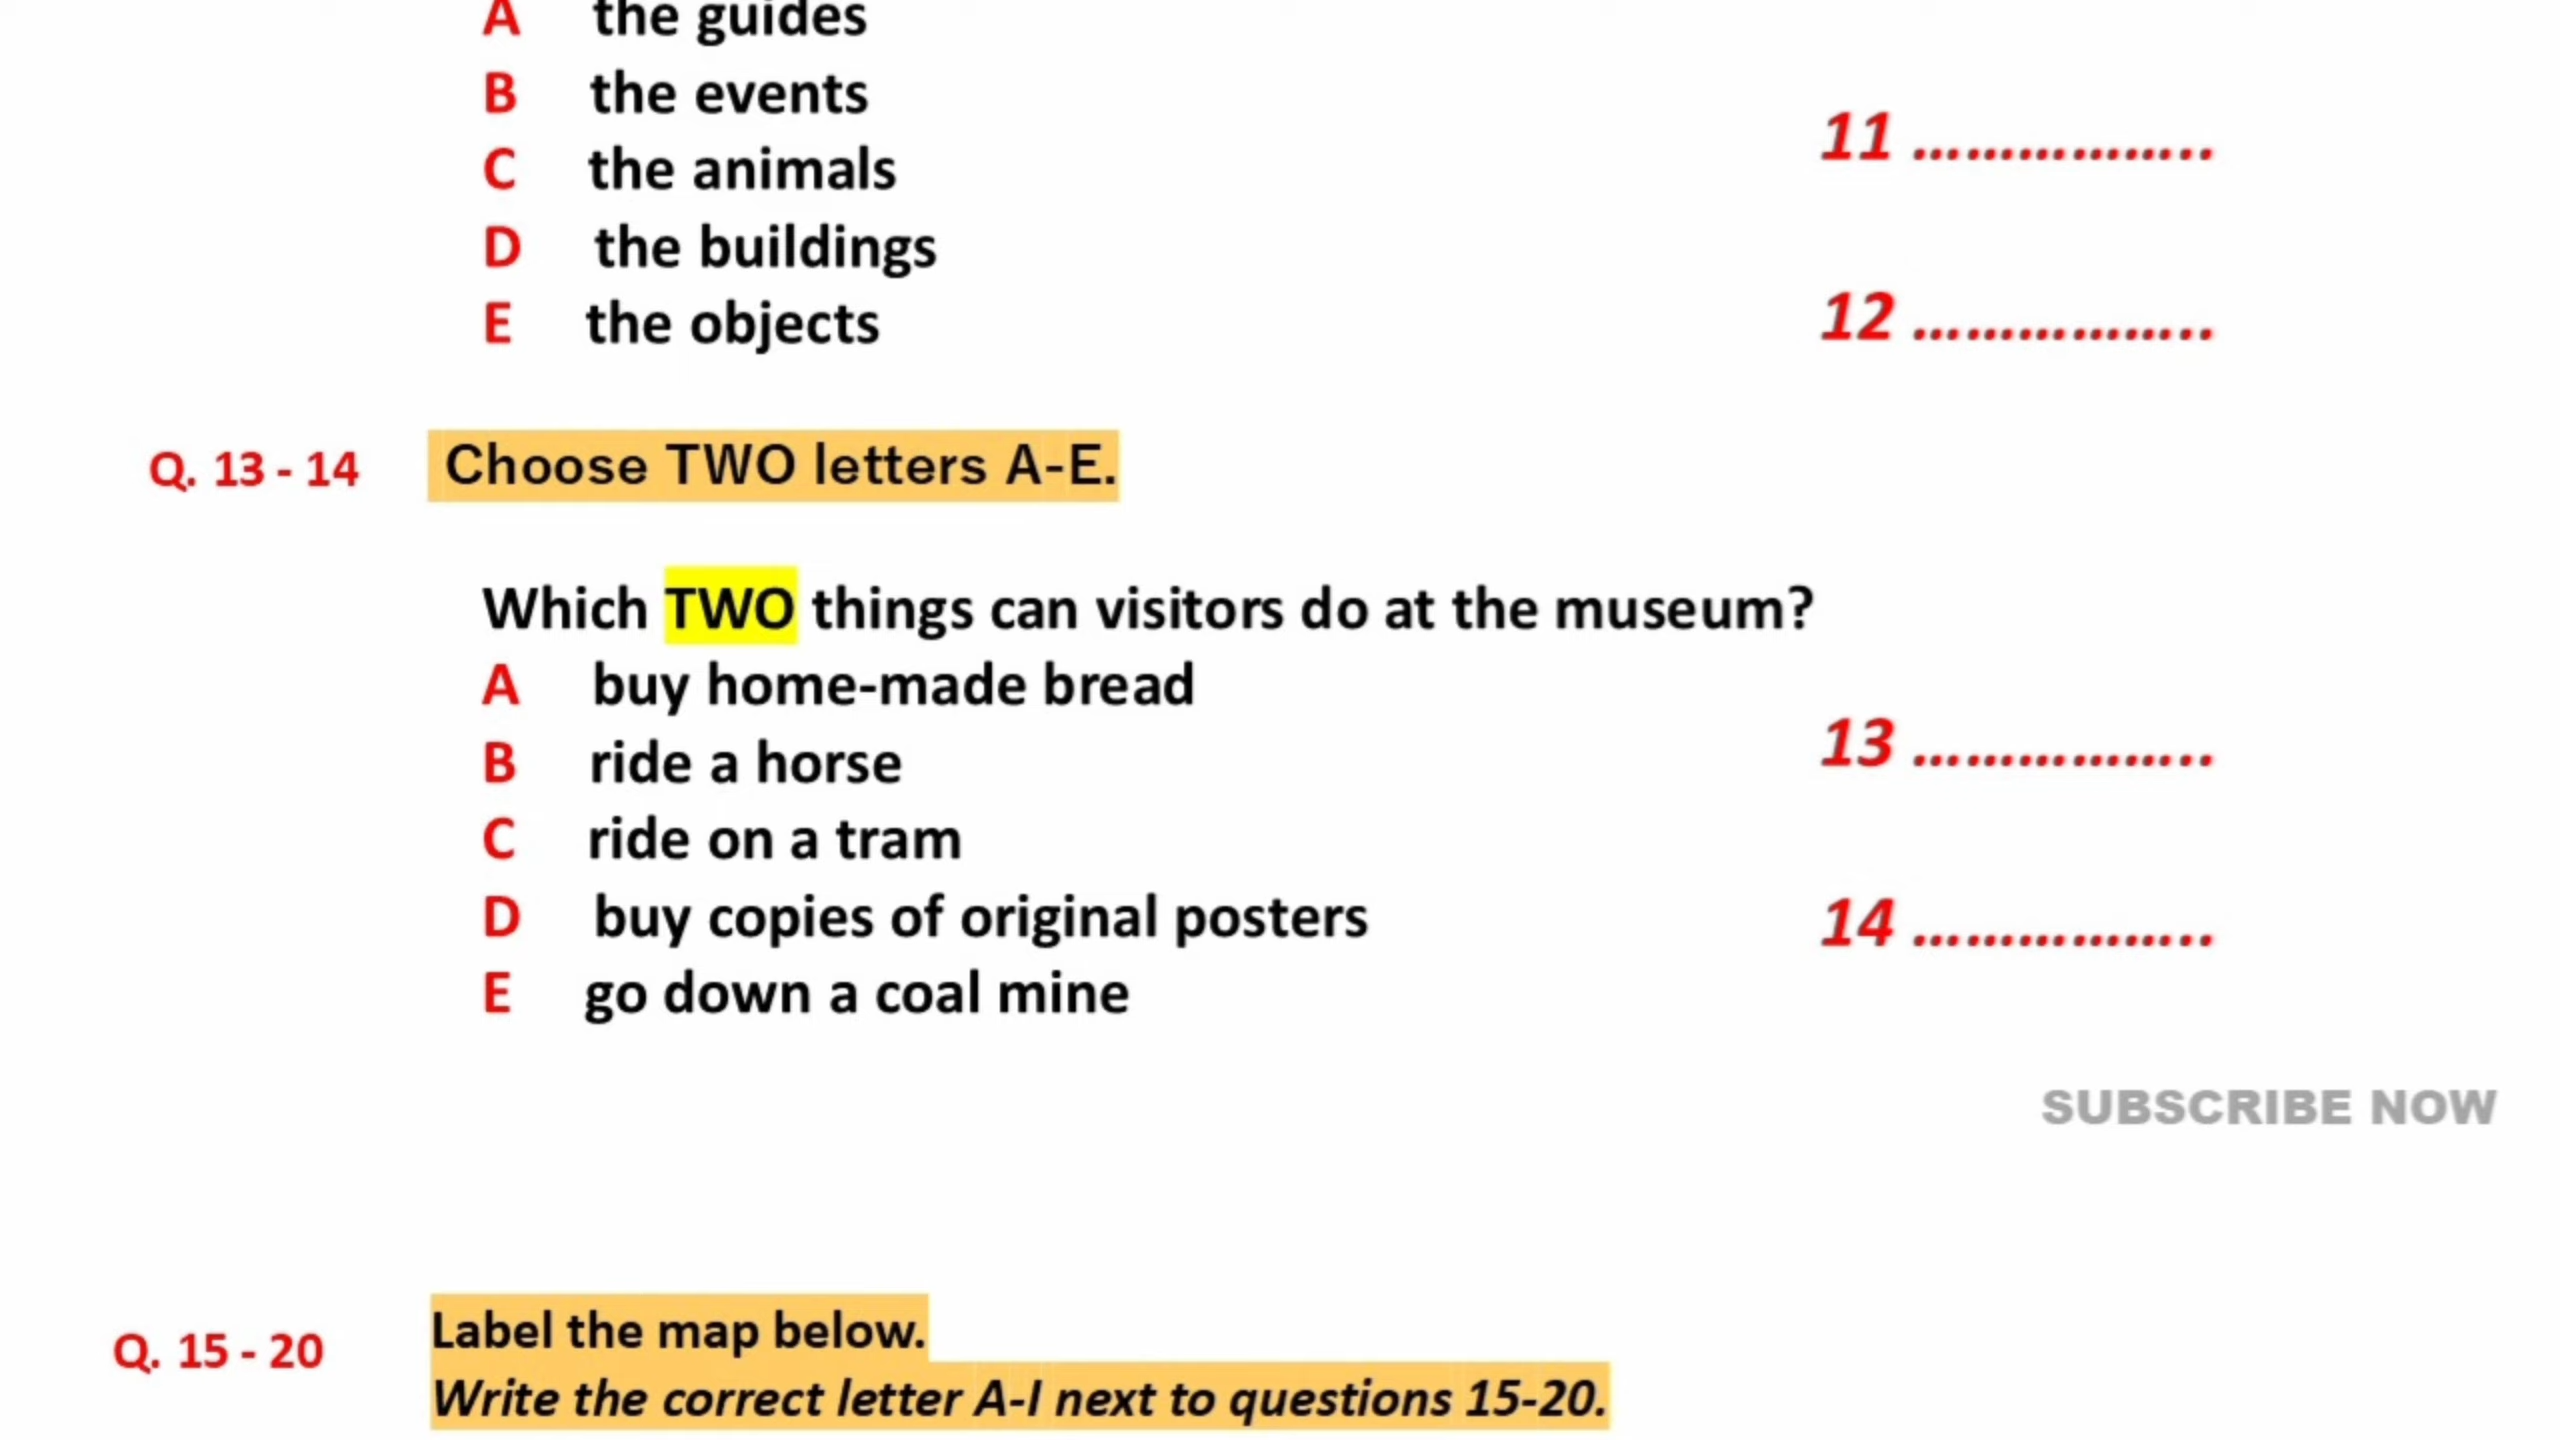 A the guides
B the events
11 ..................
C the animals
D the buildings
12 ..................
E the objects
Q. 13 - 14 Choose TWO letters A-E.
Which TWO things can visitors do at the museum?
A buy home-made bread
13 ..................
B ride a horse
C ride on a tram
D buy copies of original posters
14 ..................
E go down a coal mine
SUBSCRIBE NOW
Q. 15 - 20 Label the map below.
Write the correct letter A-I next to questions 15-20.